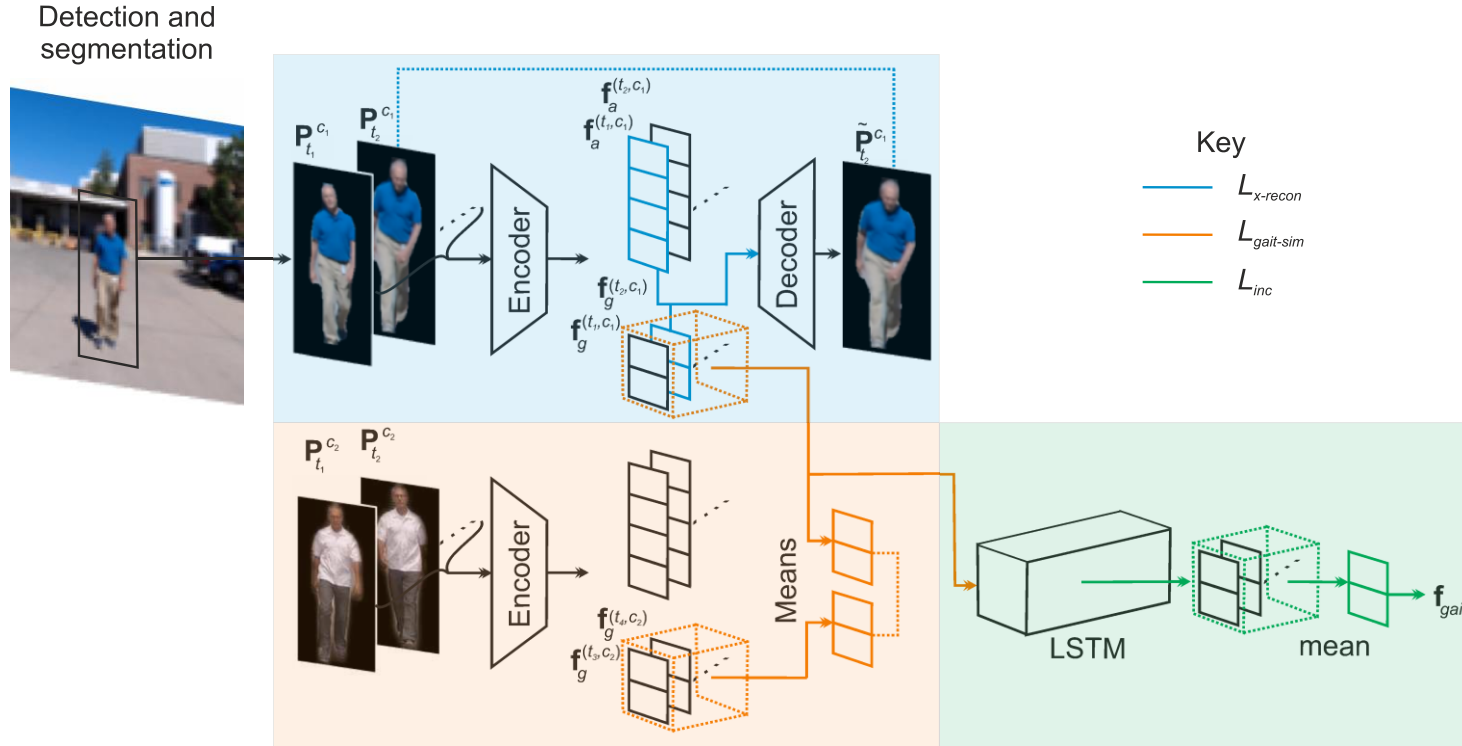 Detection and
segmentation
P_{t_1}^{c_1}
P_{t_2}^{c_1}
Encoder
f_a^{(t_2,c_1)}
f_a^{(t_1,c_1)}
f_g^{(t_2,c_1)}
f_g^{(t_1,c_1)}
Decoder
P̃_{t_2}^{c_1}
Key
L_{x-recon}
L_{gait-sim}
L_{inc}
P_{t_1}^{c_2}
P_{t_2}^{c_2}
Encoder
f_g^{(t_4,c_2)}
f_g^{(t_3,c_2)}
Means
LSTM
mean
f_{gai